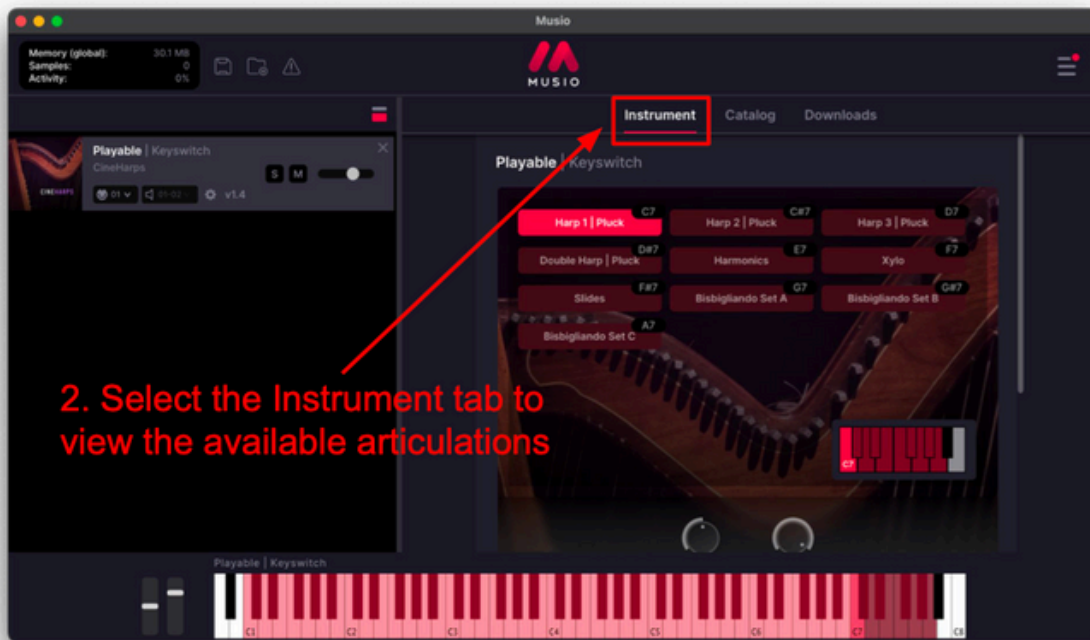 Musio
Memory (global): 30.1 MB
Samples: 0
Activity: 0%
MUSIO
Instrument Catalog Downloads
Playable | Keyswitch
CineHarps
CINEHARPS
S M
01 01-02 v1.4
Playable | Keyswitch
Harp 1 | Pluck C7
Harp 2 | Pluck C#7
Harp 3 | Pluck D7
Double Harp | Pluck D#7
Harmonics E7
Xylo F7
Slides F#7
Bisbigliando Set A G7
Bisbigliando Set B G#7
Bisbigliando Set C A7
2. Select the Instrument tab to
view the available articulations
C7
Playable | Keyswitch
C1 C2 C3 C4 C5 C6 C7 C8